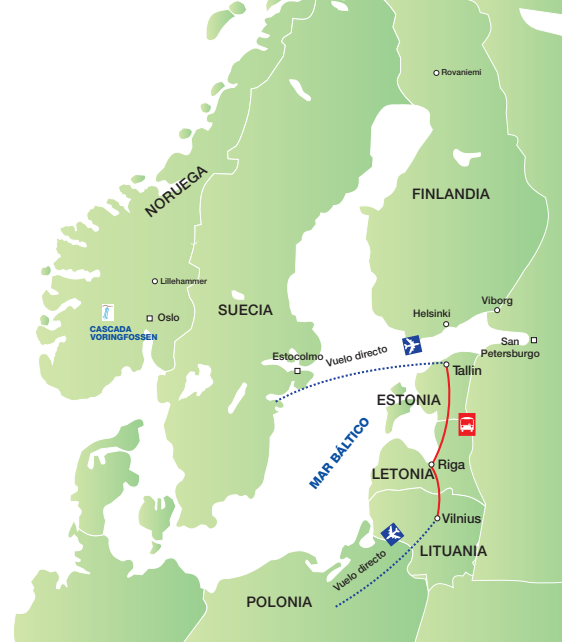 Rovaniemi
NORUEGA
FINLANDIA
Lillehammer
SUECIA
Oslo
CASCADA
VORINGFOSSEN
Helsinki
Viborg
San
Petersburgo
Estocolmo
Vuelo directo
Tallin
ESTONIA
MAR BÁLTICO
Riga
LETONIA
Vilnius
LITUANIA
Vuelo directo
POLONIA